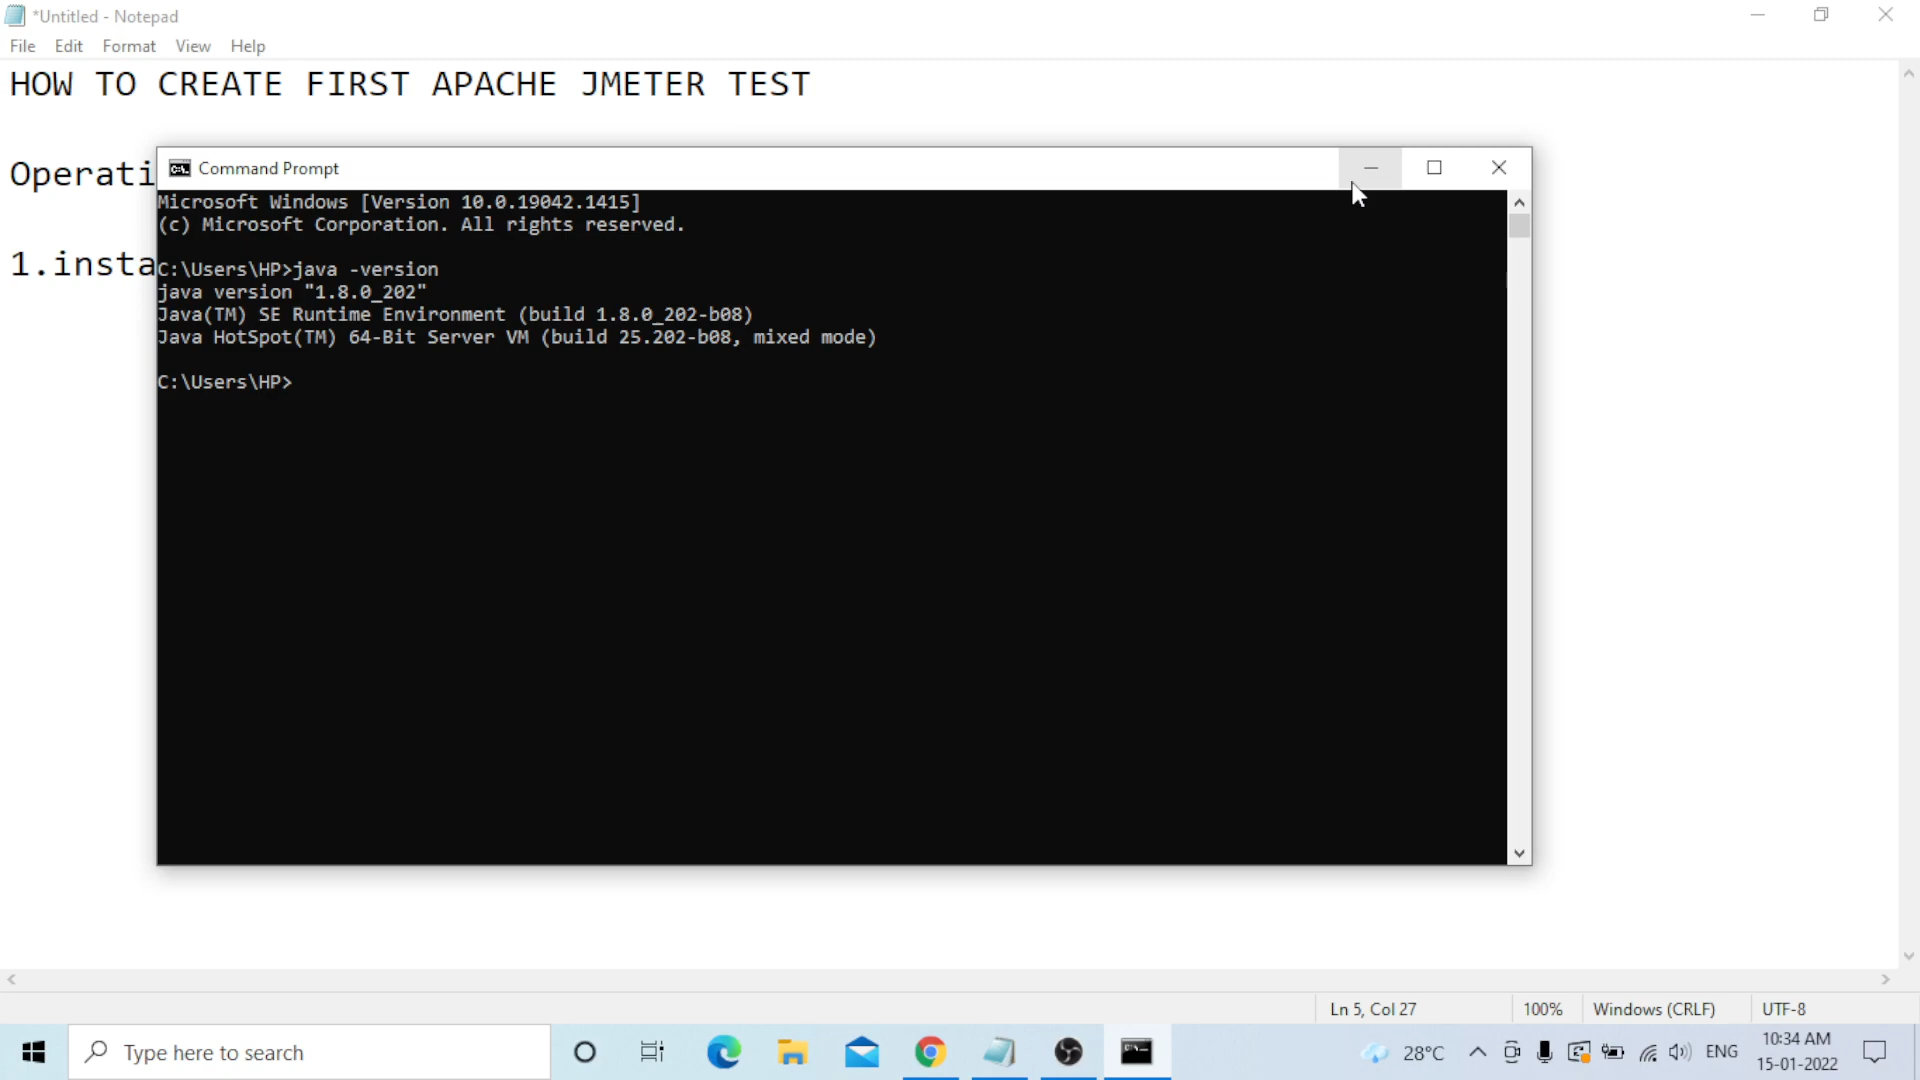 *Untitled - Notepad
File Edit Format View Help
HOW TO CREATE FIRST APACHE JMETER TEST
Operati
1.insta
Command Prompt
Microsoft Windows [Version 10.0.19042.1415]
(c) Microsoft Corporation. All rights reserved.
C:\Users\HP>java -version
java version "1.8.0_202"
Java(TM) SE Runtime Environment (build 1.8.0_202-b08)
Java HotSpot(TM) 64-Bit Server VM (build 25.202-b08, mixed mode)
C:\Users\HP>
Ln 5, Col 27 100% Windows (CRLF) UTF-8
Type here to search
28°C ENG
10:34 AM
15-01-2022